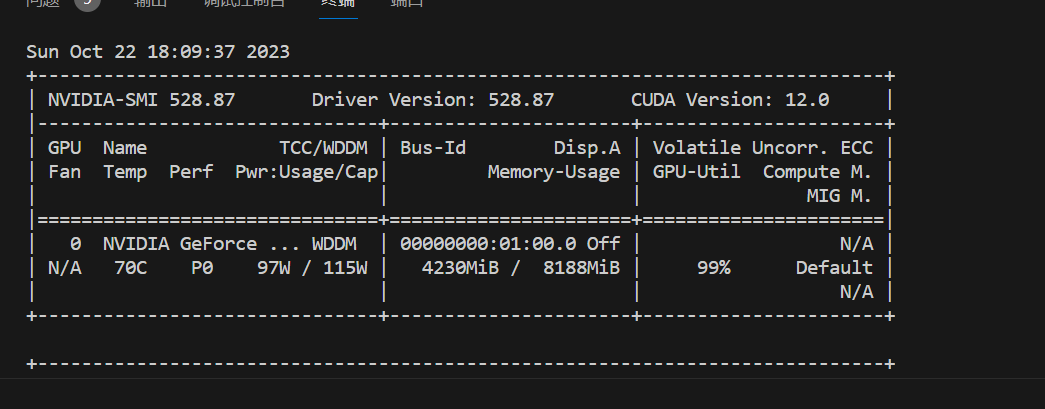 问题 9 输出 调试控制台 终端 端口
Sun Oct 22 18:09:37 2023
+-----------------------------------------------------------------------------+
| NVIDIA-SMI 528.87       Driver Version: 528.87       CUDA Version: 12.0     |
|-------------------------------+----------------------+----------------------+
| GPU  Name            TCC/WDDM | Bus-Id        Disp.A | Volatile Uncorr. ECC |
| Fan  Temp  Perf  Pwr:Usage/Cap|         Memory-Usage | GPU-Util  Compute M. |
|                               |                      |               MIG M. |
|===============================+======================+======================|
|   0  NVIDIA GeForce ... WDDM  | 00000000:01:00.0 Off |                  N/A |
| N/A   70C    P0    97W / 115W |   4230MiB /  8188MiB |     99%      Default |
|                               |                      |                  N/A |
+-------------------------------+----------------------+----------------------+
+-----------------------------------------------------------------------------+